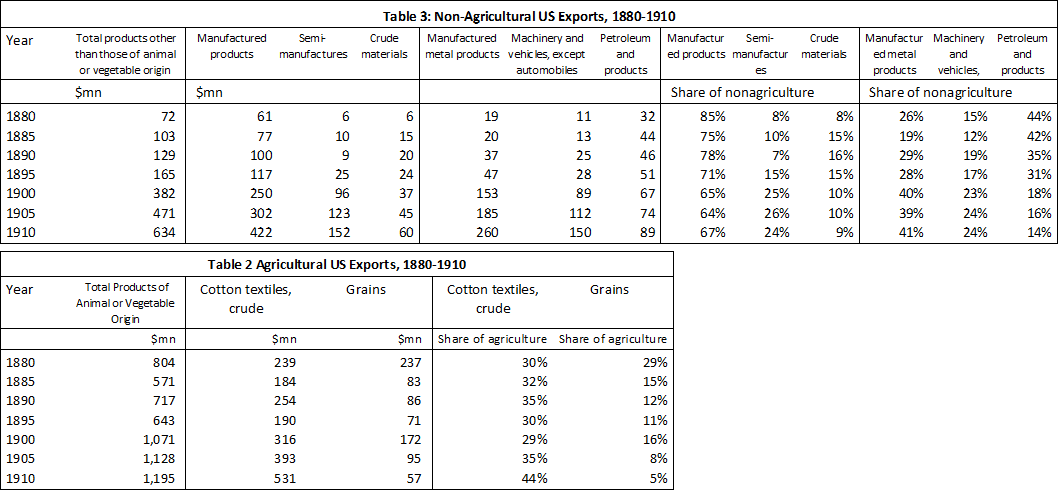 Table 3: Non-Agricultural US Exports, 1880-1910
Year Total products other Manufactured Semi- Crude Manufactured Machinery and Petroleum Manufactur Semi- Crude Manufactur Machinery Petroleum
than those of animal products manufactures materials metal products vehicles, except and ed products manufactur materials ed metal and and
or vegetable origin automobiles products es products vehicles, products
$mn $mn Share of nonagriculture Share of nonagriculture
1880 72 61 6 6 19 11 32 85% 8% 8% 26% 15% 44%
1885 103 77 10 15 20 13 44 75% 10% 15% 19% 12% 42%
1890 129 100 9 20 37 25 46 78% 7% 16% 29% 19% 35%
1895 165 117 25 24 47 28 51 71% 15% 15% 28% 17% 31%
1900 382 250 96 37 153 89 67 65% 25% 10% 40% 23% 18%
1905 471 302 123 45 185 112 74 64% 26% 10% 39% 24% 16%
1910 634 422 152 60 260 150 89 67% 24% 9% 41% 24% 14%
Table 2 Agricultural US Exports, 1880-1910
Year Total Products of Cotton textiles, Grains Cotton textiles, Grains
Animal or Vegetable crude crude
Origin
$mn $mn $mn Share of agriculture Share of agriculture
1880 804 239 237 30% 29%
1885 571 184 83 32% 15%
1890 717 254 86 35% 12%
1895 643 190 71 30% 11%
1900 1,071 316 172 29% 16%
1905 1,128 393 95 35% 8%
1910 1,195 531 57 44% 5%